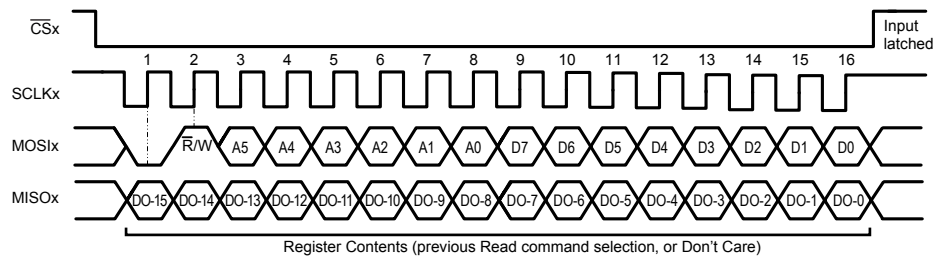 CSx
Input
latched
1 2 3 4 5 6 7 8 9 10 11 12 13 14 15 16
SCLKx
MOSIx R/W A5 A4 A3 A2 A1 A0 D7 D6 D5 D4 D3 D2 D1 D0
MISOx DO-15 DO-14 DO-13 DO-12 DO-11 DO-10 DO-9 DO-8 DO-7 DO-6 DO-5 DO-4 DO-3 DO-2 DO-1 DO-0
Register Contents (previous Read command selection, or Don't Care)